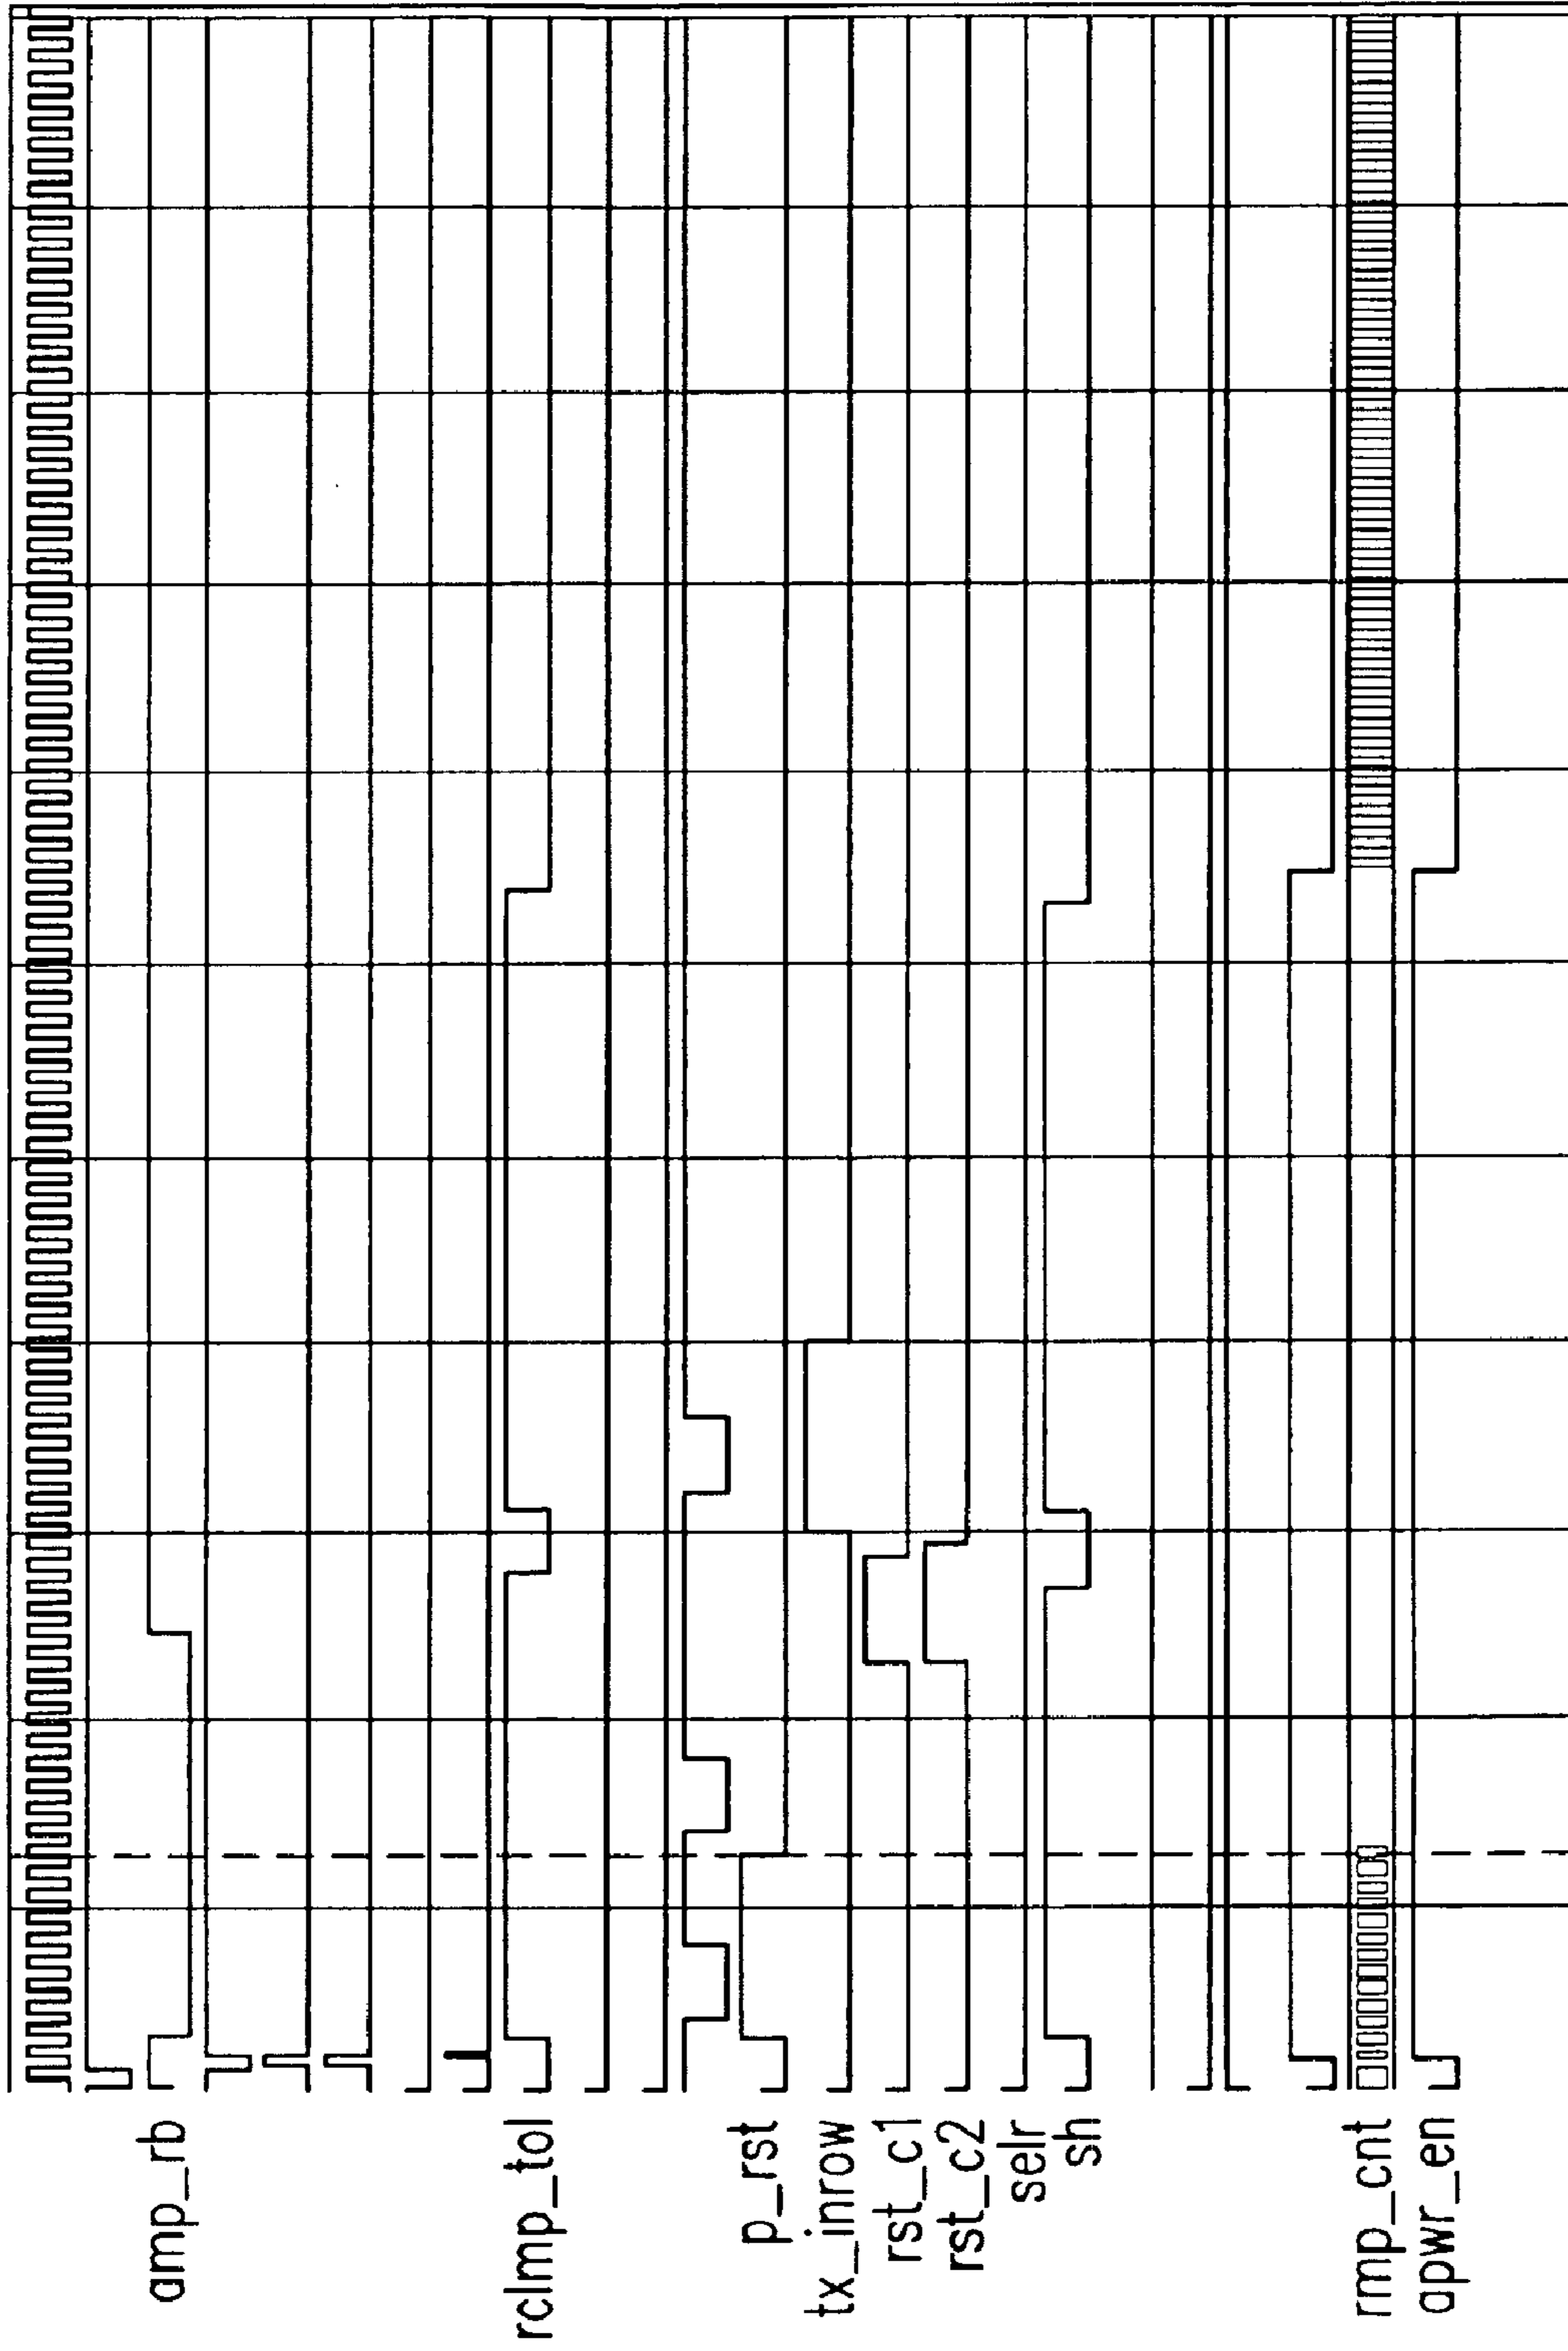 amp_rb
rclmp_tol
p_rst
tx_inrow
rst_c1
rst_c2
selr
sh
rmp_cnt
apwr_en